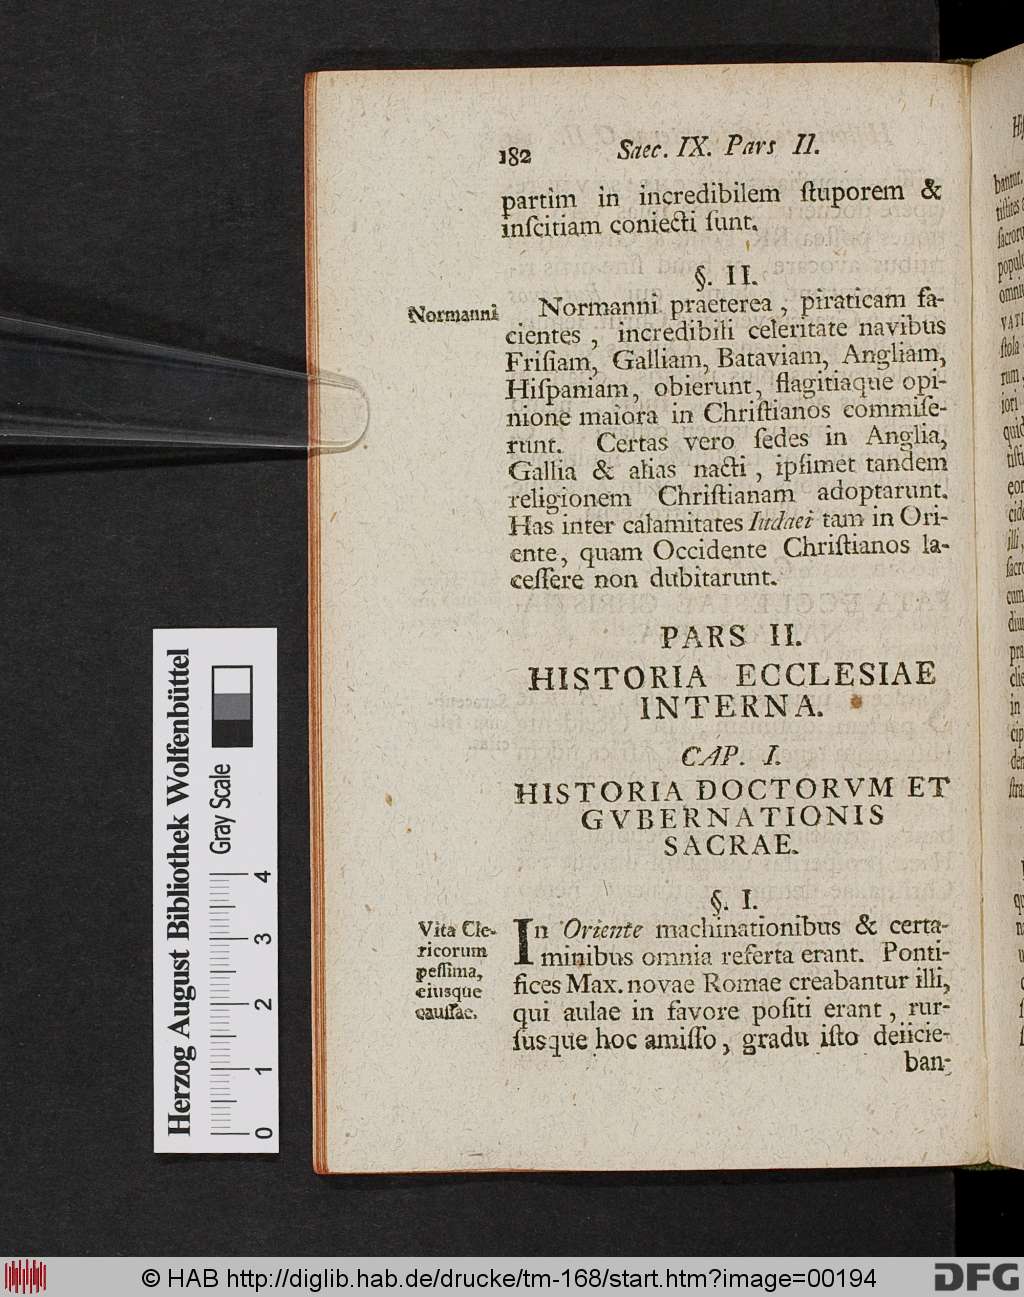 182 Saec. IX. Pars II.
partim in incredibilem ſtuporem &
inſcitiam coniecti ſunt.
§. II.
Normanni
Normanni praeterea, piraticam fa-
cientes, incredibili celeritate navibus
Friſiam, Galliam, Bataviam, Angliam,
Hiſpaniam, obierunt, flagitiaque opi-
nione maiora in Chriſtianos commiſe-
runt. Certas vero ſedes in Anglia,
Gallia & alias nacti, ipſimet tandem
religionem Chriſtianam adoptarunt.
Has inter calamitates Iudaei tam in Ori-
ente, quam Occidente Chriſtianos la-
ceſſere non dubitarunt.
PARS II.
HISTORIA ECCLESIAE
INTERNA.
CAP. I.
HISTORIA DOCTORVM ET
GVBERNATIONIS
SACRAE.
§. I.
Vita Cle-
ricorum
peſſima,
eiusque
cauſſae.
In Oriente machinationibus & certa-
minibus omnia referta erant. Ponti-
fices Max. novae Romae creabantur illi,
qui aulae in favore poſiti erant, rur-
ſusque hoc amiſſo, gradu iſto deiicie-
ban-
Herzog August Bibliothek Wolfenbüttel
Gray Scale
0 1 2 3 4
© HAB http://diglib.hab.de/drucke/tm-168/start.htm?image=00194
DFG